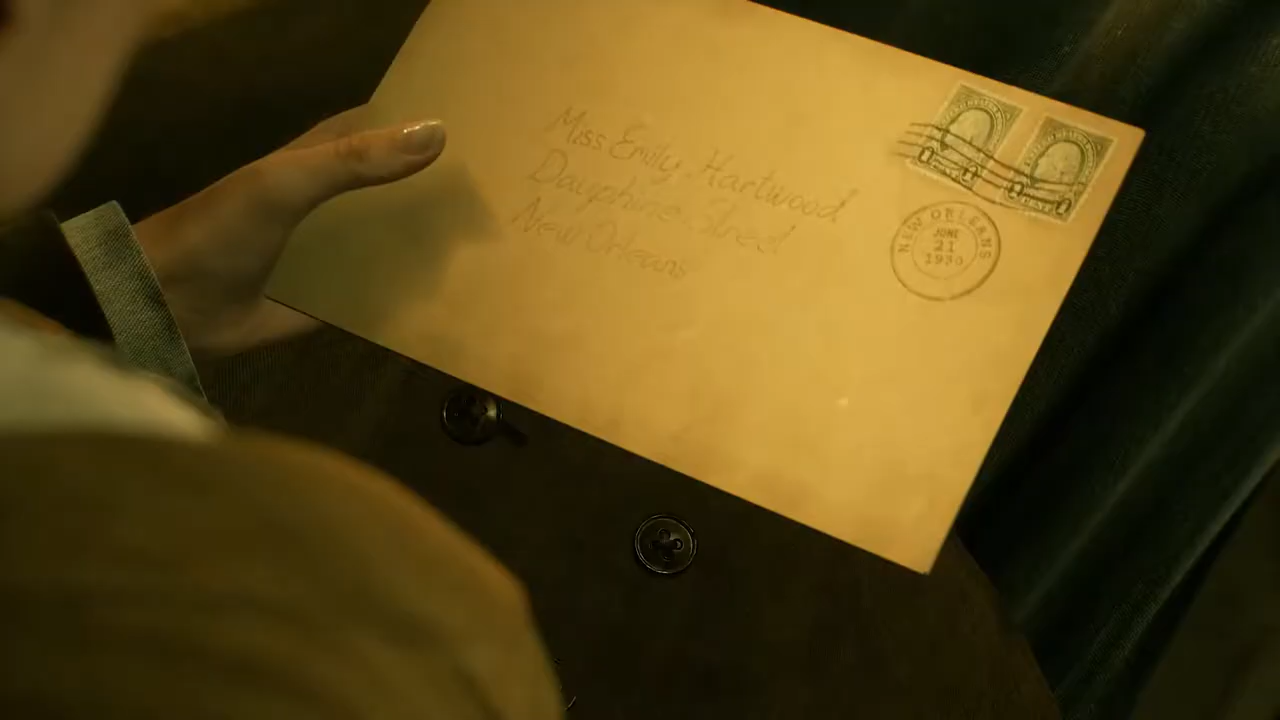 Miss Emily Hartwood
Dauphine Street
New Orleans
NEW ORLEANS
JUNE
21
1930